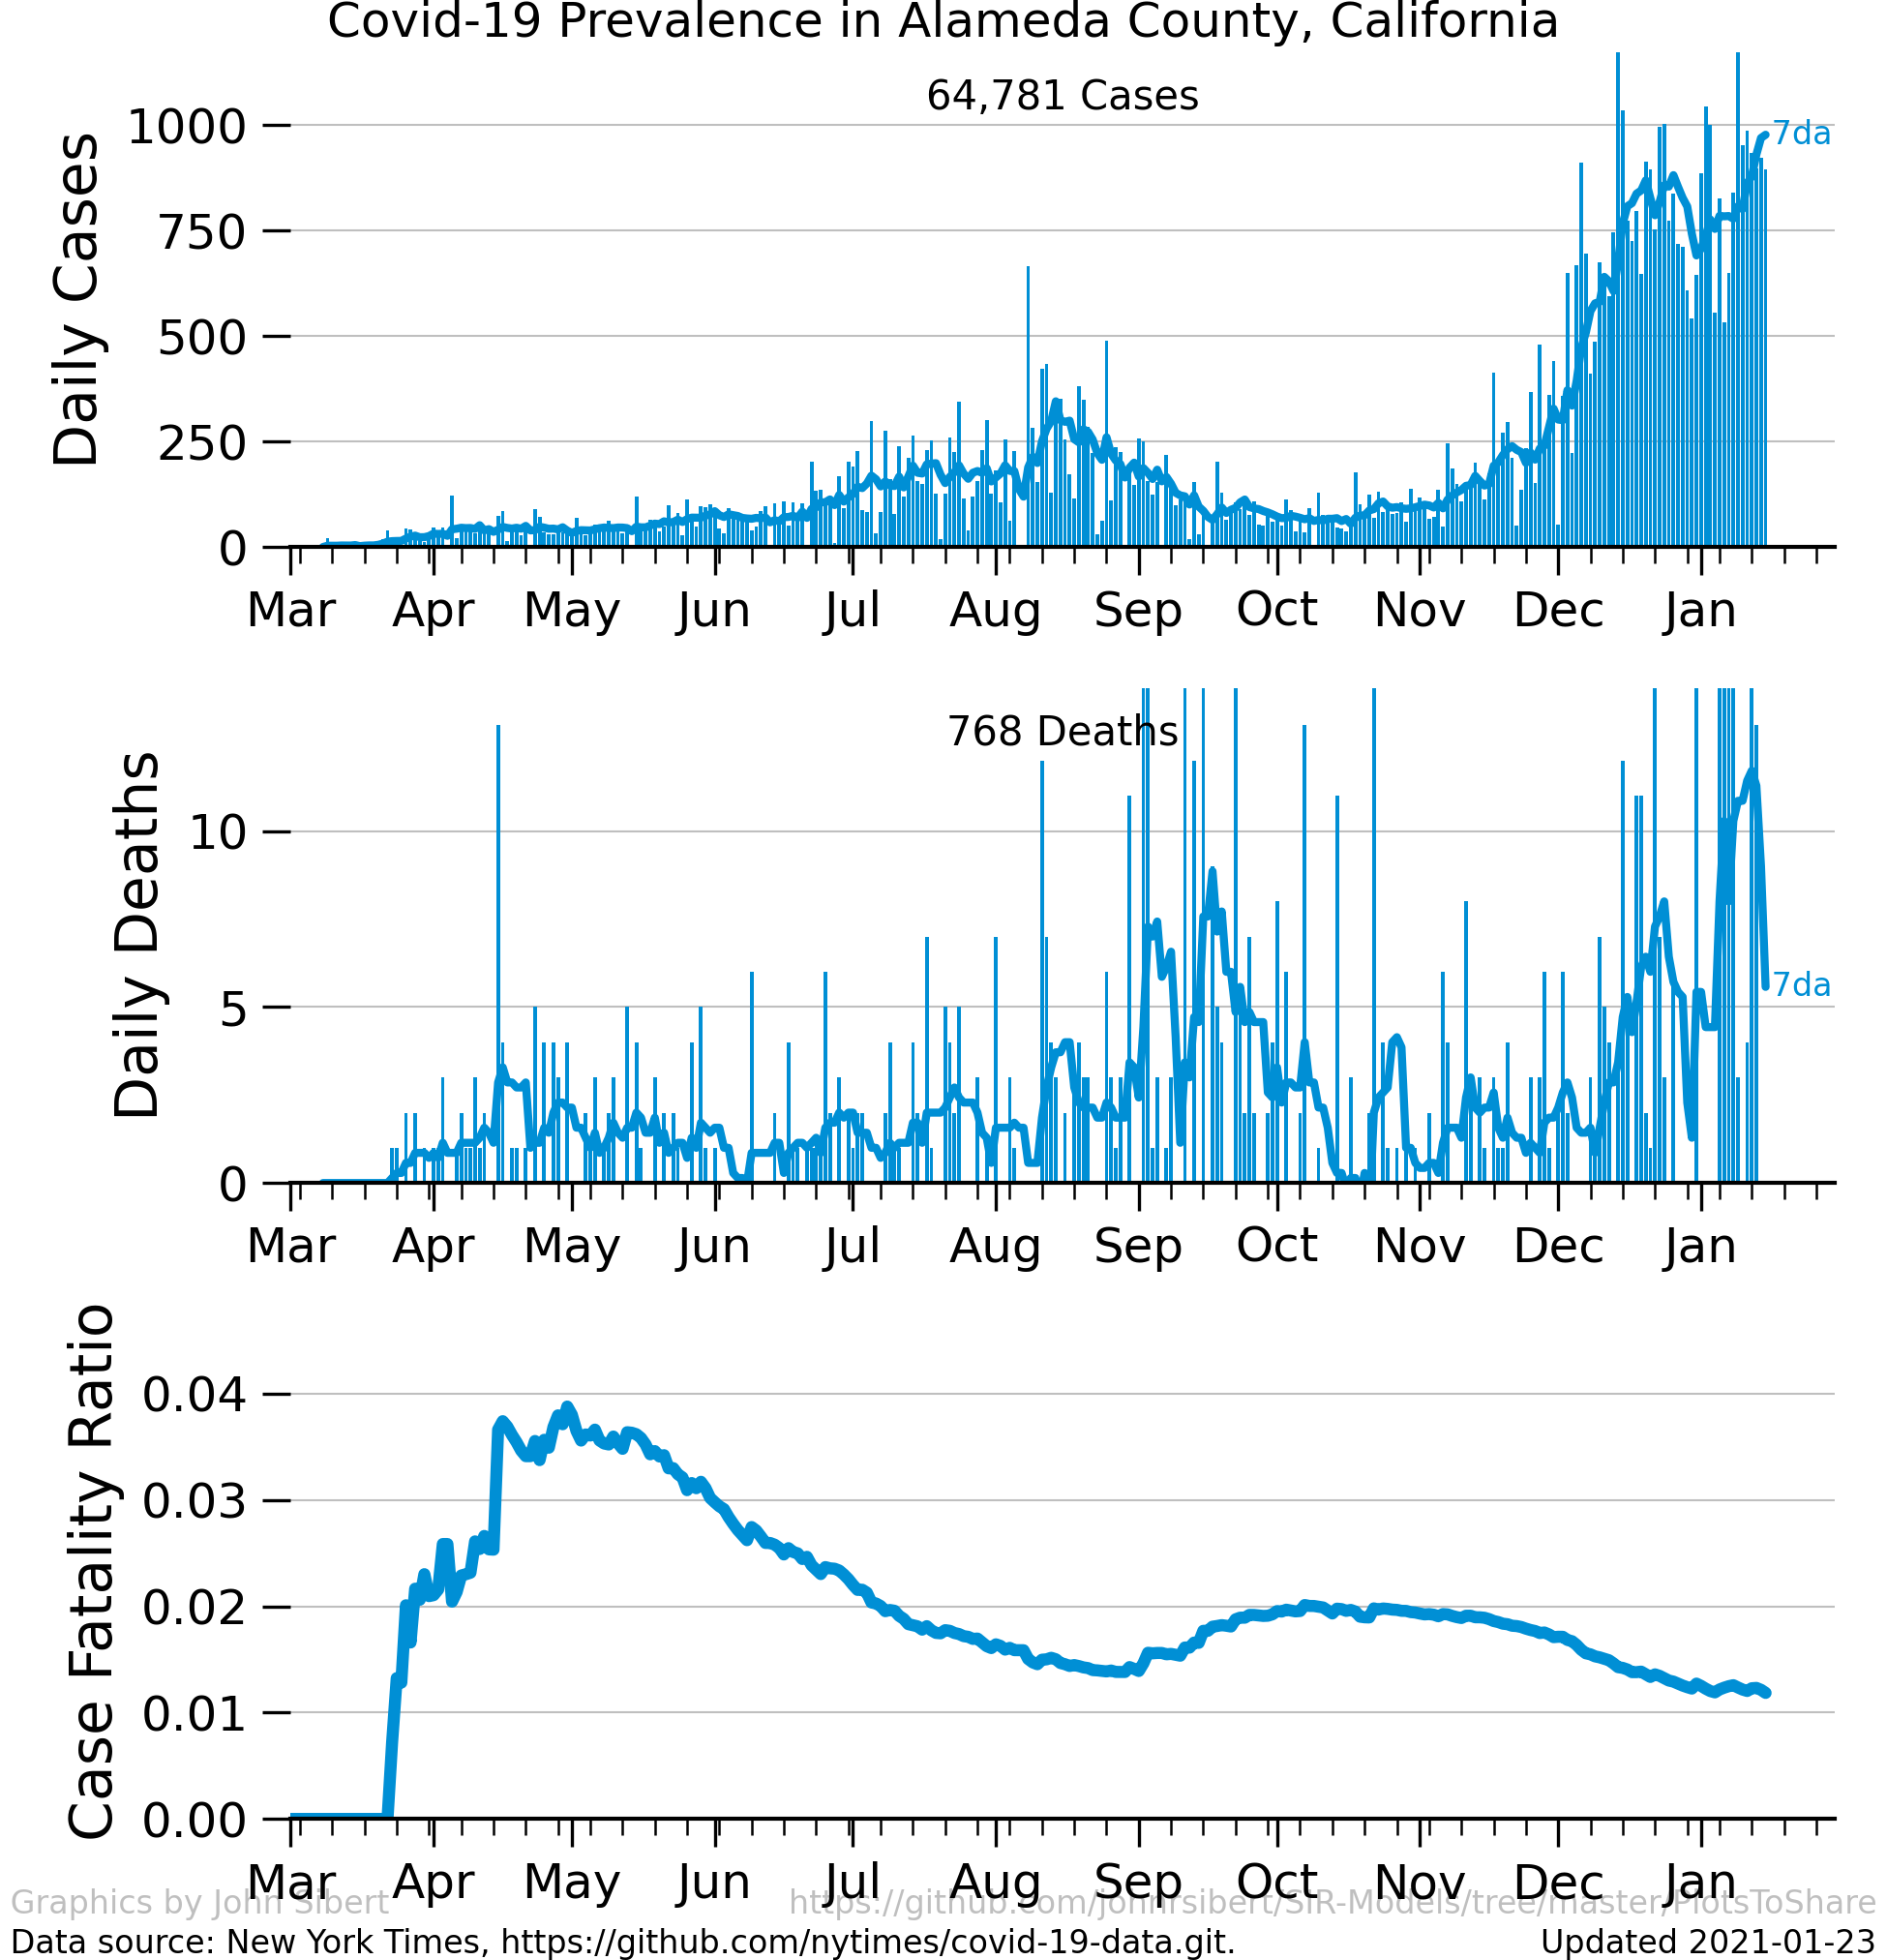 Covid-19 Prevalence in Alameda County, California
64,781 Cases
Daily Cases
1000
750
500
250
0
7da
Mar Apr May Jun Jul Aug Sep Oct Nov Dec Jan
768 Deaths
Daily Deaths
10
5
0
7da
Mar Apr May Jun Jul Aug Sep Oct Nov Dec Jan
Case Fatality Ratio
0.04
0.03
0.02
0.01
0.00
Mar Apr May Jun Jul Aug Sep Oct Nov Dec Jan
Graphics by John Sibert https://github.com/johnrsibert/SIR-Models/tree/master/PlotsToShare
Data source: New York Times, https://github.com/nytimes/covid-19-data.git. Updated 2021-01-23